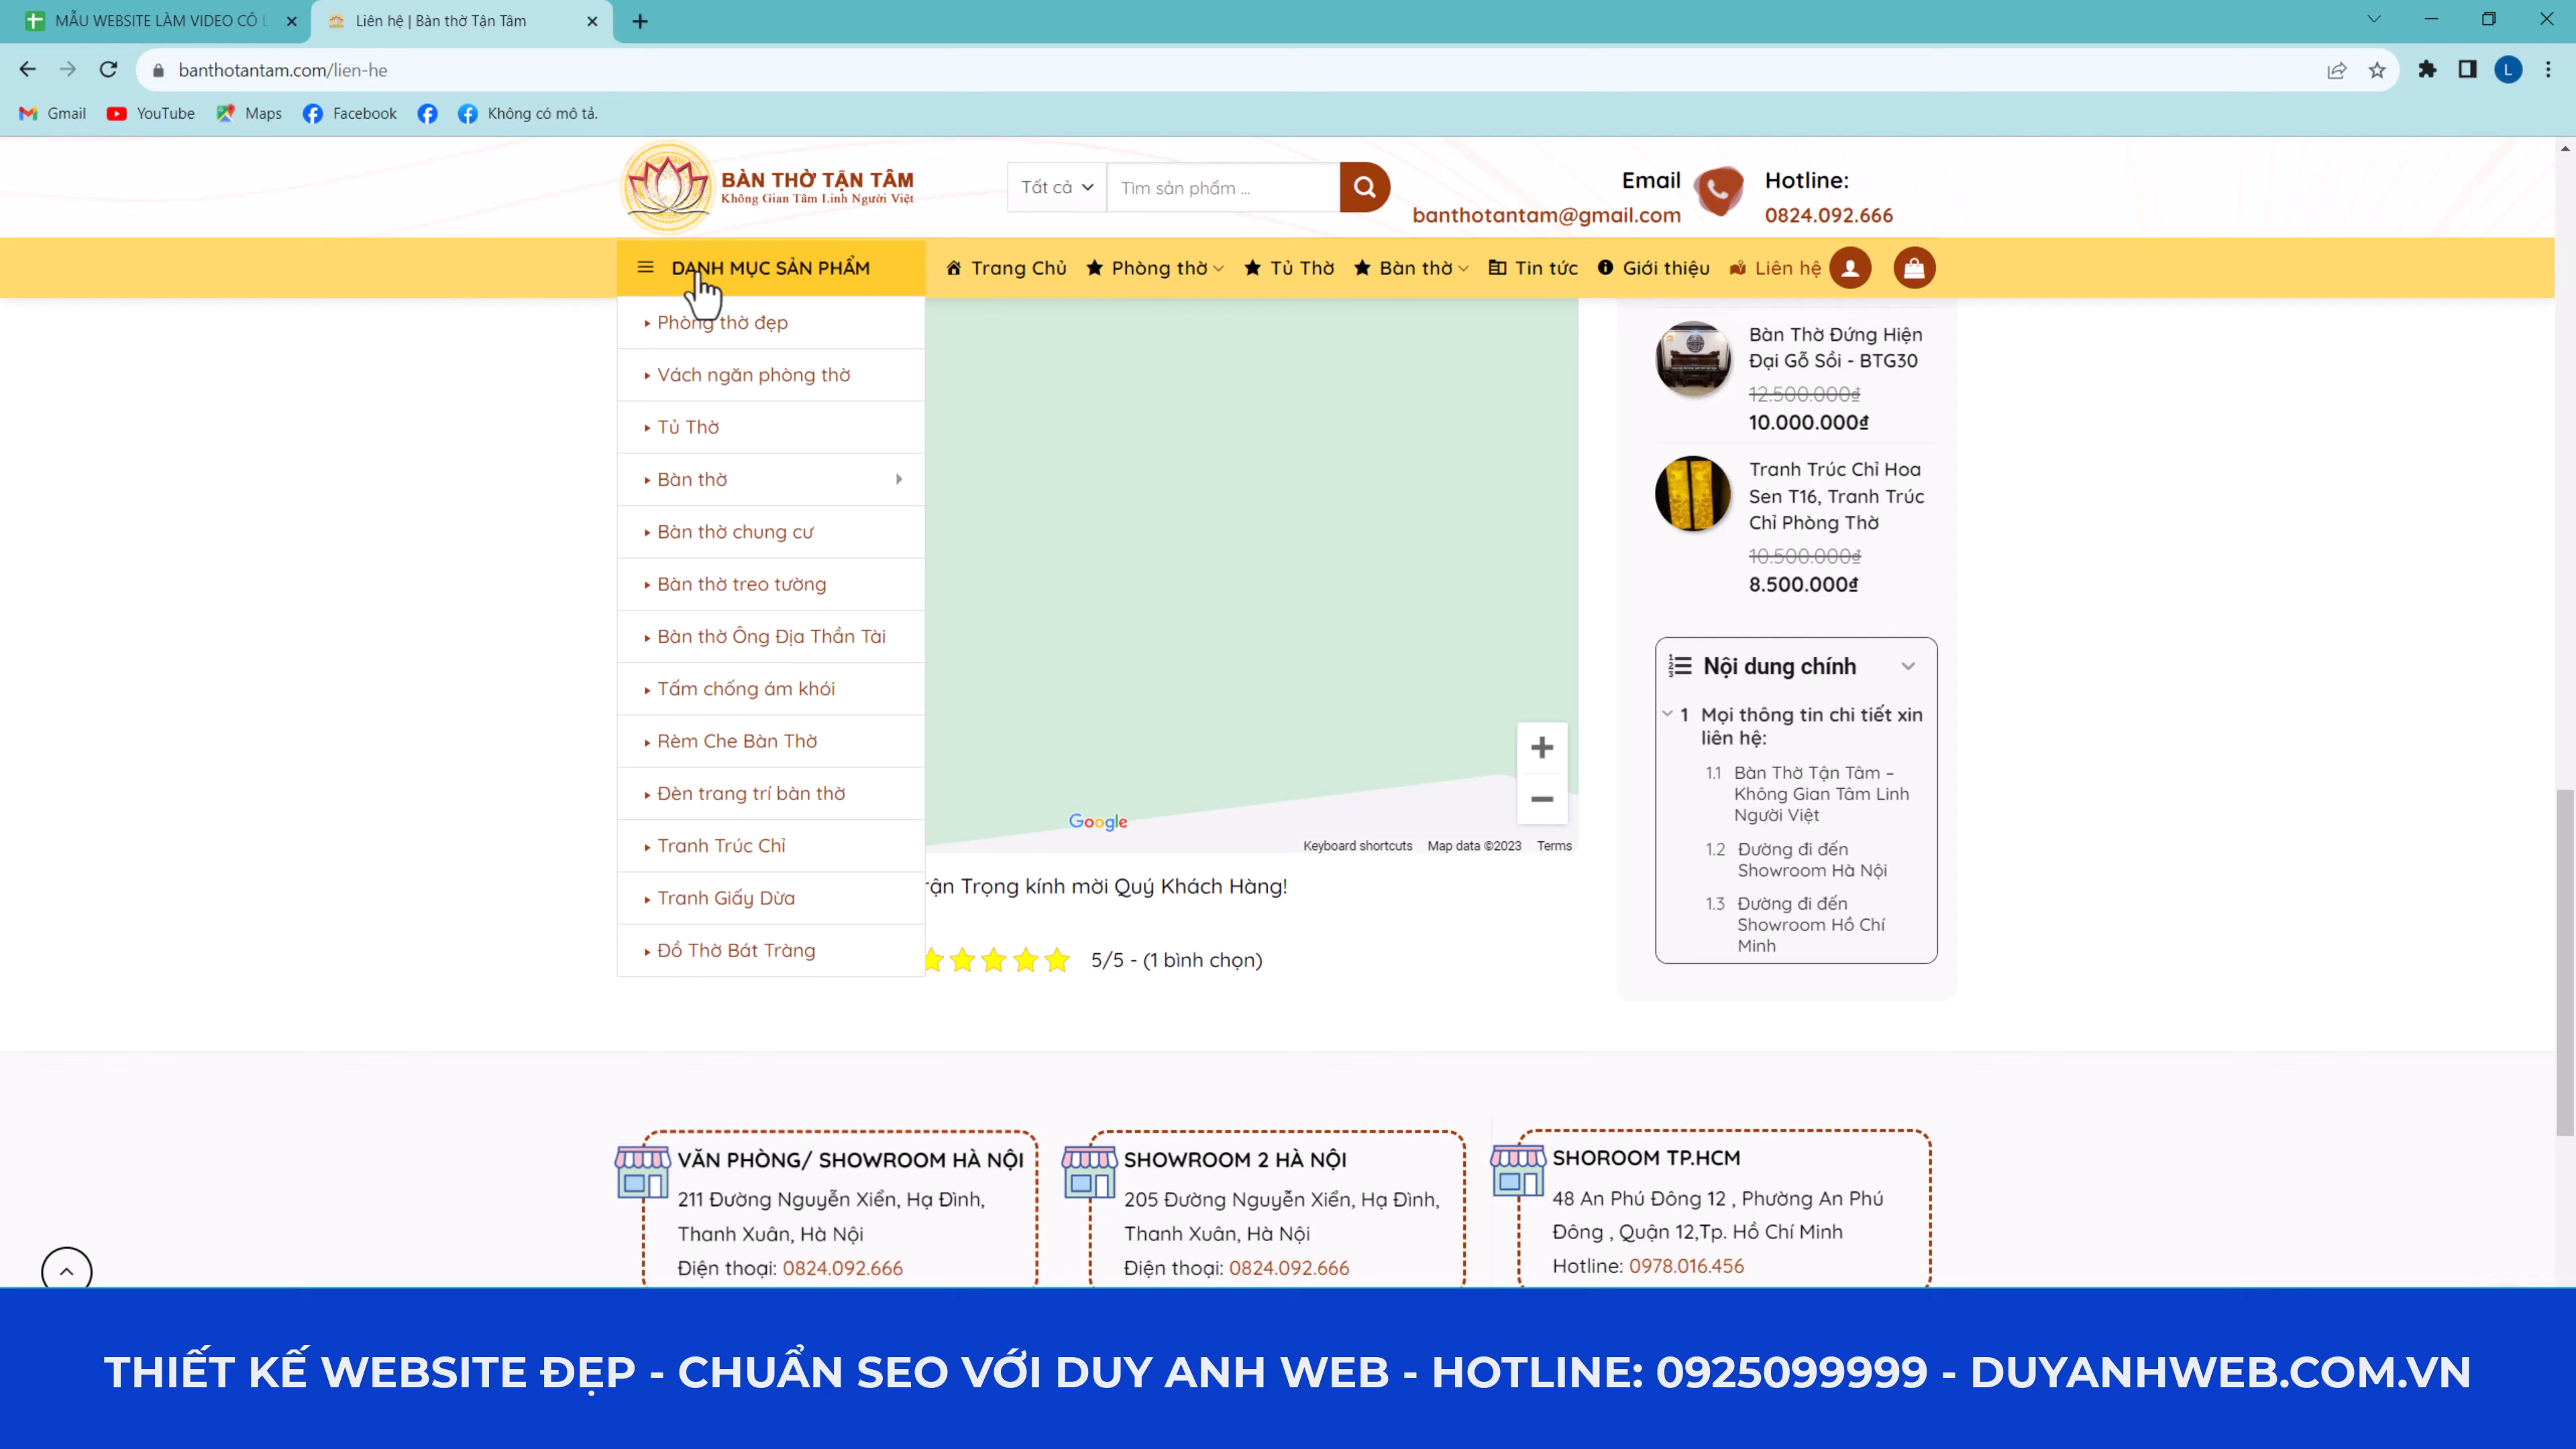 MẪU WEBSITE LÀM VIDEO CÔ L
Liên hệ | Bàn thờ Tận Tâm
banthotantam.com/lien-he
L
Gmail
YouTube
Maps
Facebook
Không có mô tả.
BÀN THỜ TẬN TÂM
Không Gian Tâm Linh Người Việt
Tất cả
Tìm sản phẩm ...
Email
banthotantam@gmail.com
Hotline:
0824.092.666
DANH MỤC SẢN PHẨM
Trang Chủ
Phòng thờ
Tủ Thờ
Bàn thờ
Tin tức
Giới thiệu
Liên hệ
Phòng thờ đẹp
Vách ngăn phòng thờ
Tủ Thờ
Bàn thờ
Bàn thờ chung cư
Bàn thờ treo tường
Bàn thờ Ông Địa Thần Tài
Tấm chống ám khói
Rèm Che Bàn Thờ
Đèn trang trí bàn thờ
Tranh Trúc Chỉ
Tranh Giấy Dừa
Đồ Thờ Bát Tràng
Google
Keyboard shortcuts
Map data ©2023
Terms
rận Trọng kính mời Quý Khách Hàng!
5/5 - (1 bình chọn)
Bàn Thờ Đứng Hiện
Đại Gỗ Sồi - BTG30
12.500.000₫
10.000.000₫
Tranh Trúc Chỉ Hoa
Sen T16, Tranh Trúc
Chỉ Phòng Thờ
10.500.000₫
8.500.000₫
Nội dung chính
1 Mọi thông tin chi tiết xin
liên hệ:
1.1 Bàn Thờ Tận Tâm –
Không Gian Tâm Linh
Người Việt
1.2 Đường đi đến
Showroom Hà Nội
1.3 Đường đi đến
Showroom Hồ Chí
Minh
VĂN PHÒNG/ SHOWROOM HÀ NỘI
211 Đường Nguyễn Xiển, Hạ Đình,
Thanh Xuân, Hà Nội
Điện thoại: 0824.092.666
SHOWROOM 2 HÀ NỘI
205 Đường Nguyễn Xiển, Hạ Đình,
Thanh Xuân, Hà Nội
Điện thoại: 0824.092.666
SHOROOM TP.HCM
48 An Phú Đông 12 , Phường An Phú
Đông , Quận 12,Tp. Hồ Chí Minh
Hotline: 0978.016.456
THIẾT KẾ WEBSITE ĐẸP - CHUẨN SEO VỚI DUY ANH WEB - HOTLINE: 0925099999 - DUYANHWEB.COM.VN